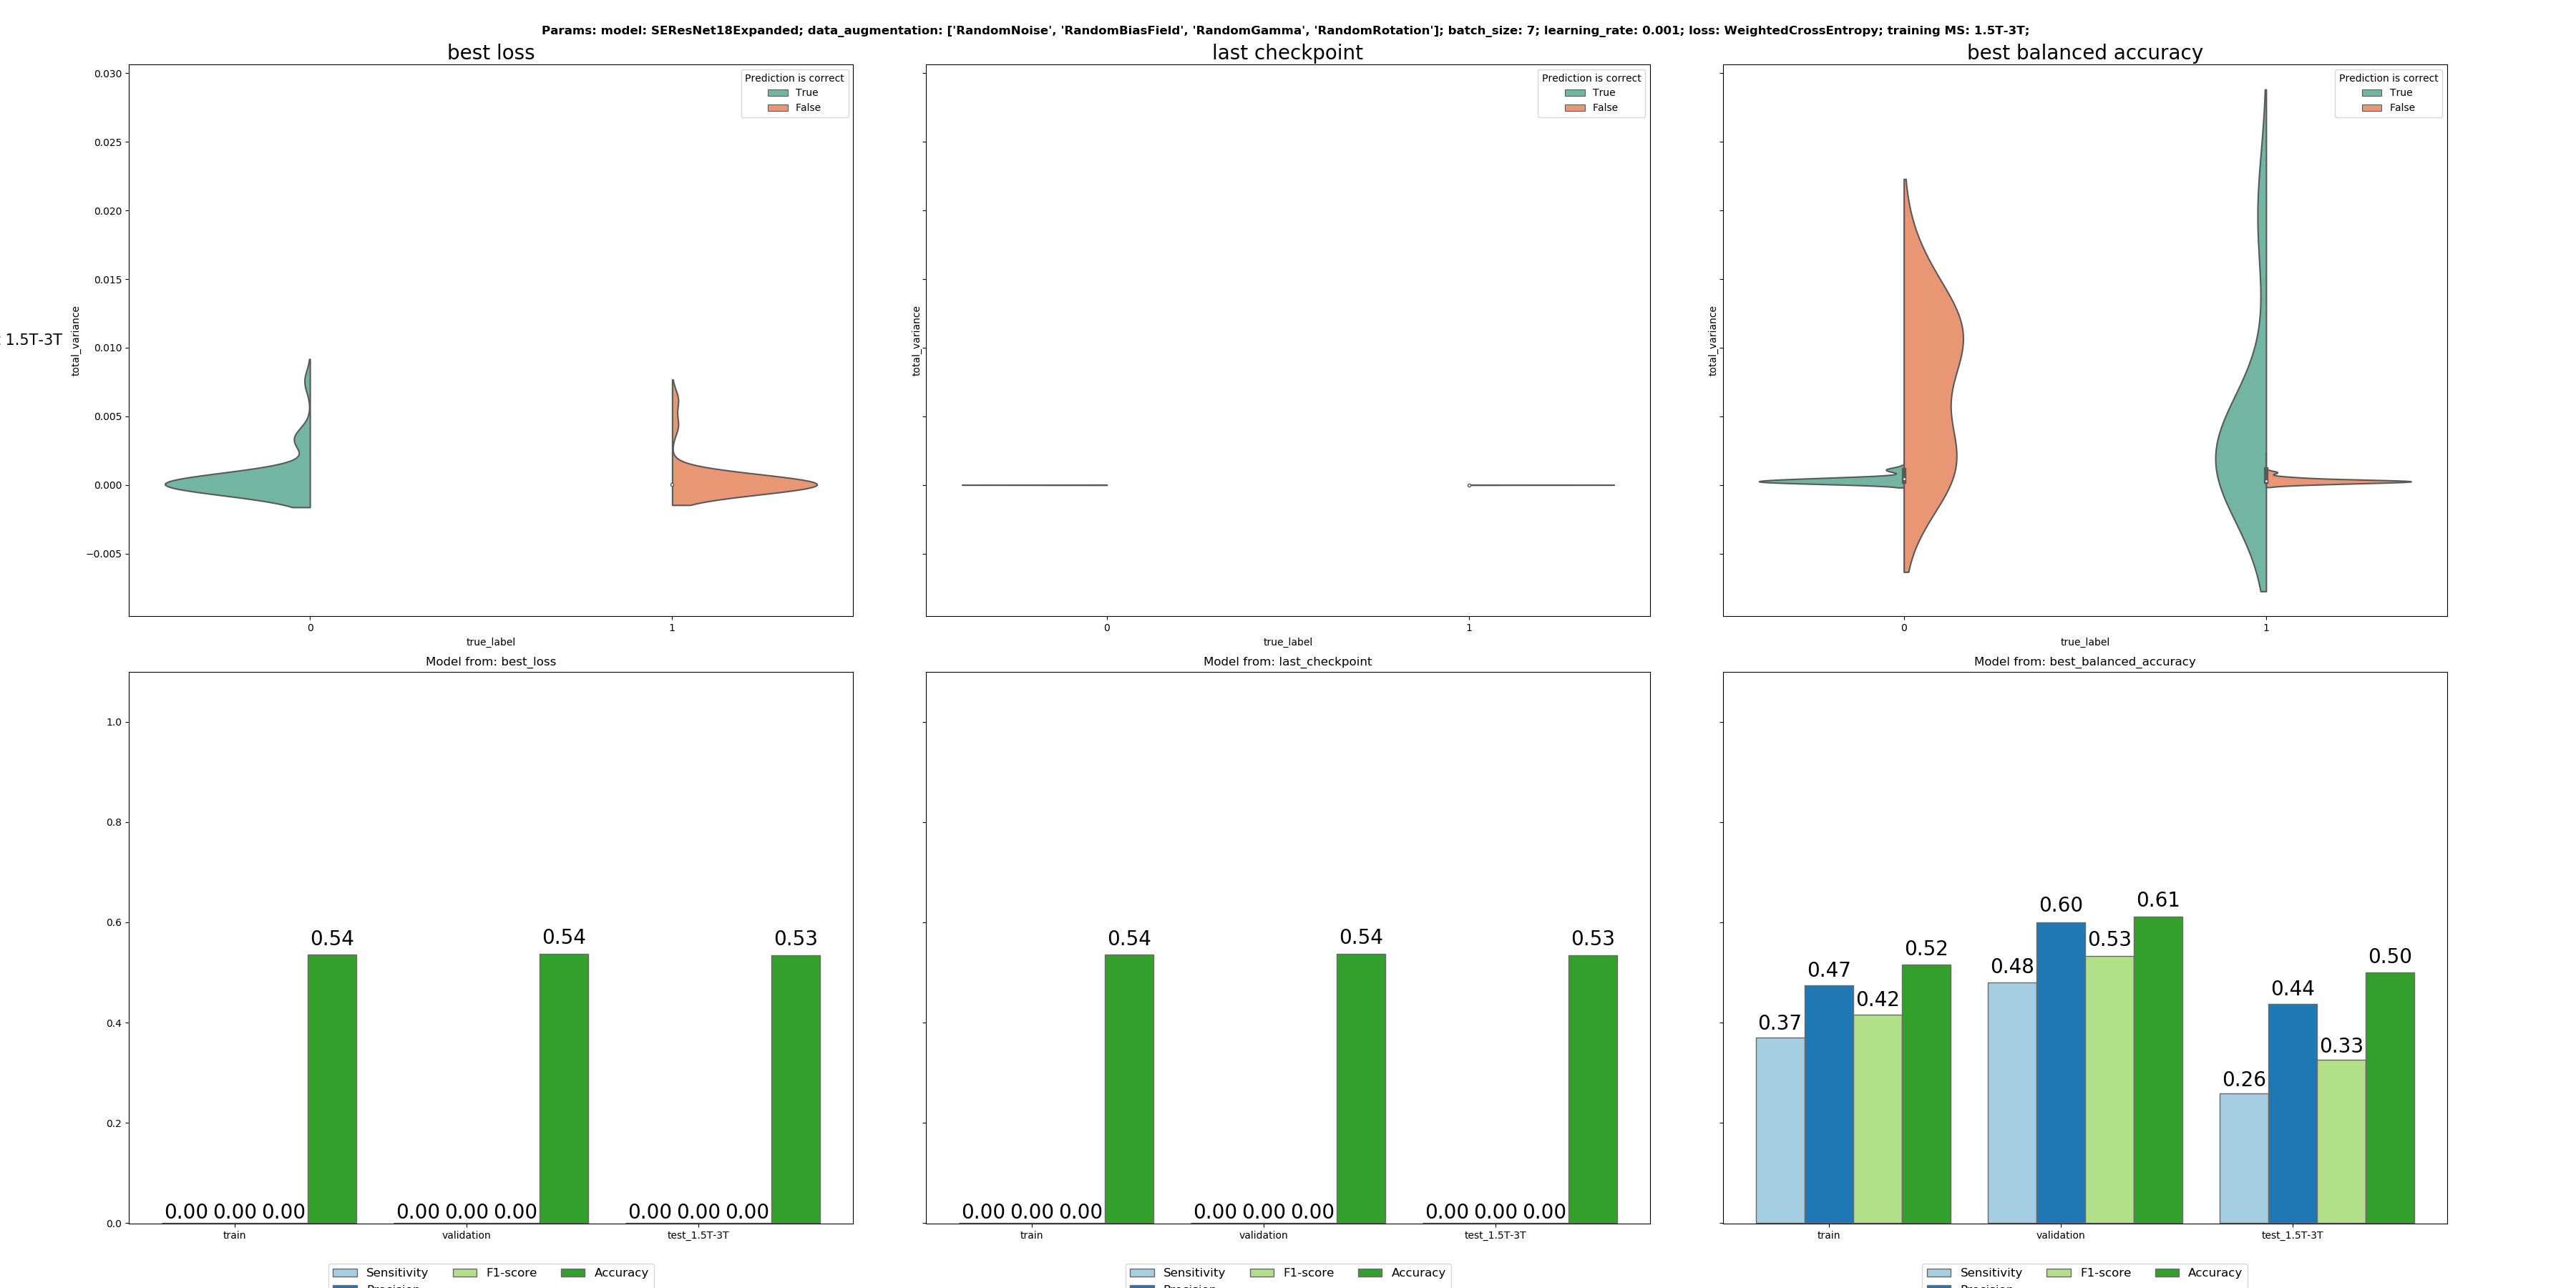 Params: model: SEResNet18Expanded; data_augmentation: ['RandomNoise', 'RandomBiasField', 'RandomGamma', 'RandomRotation']; batch_size: 7; learning_rate: 0.001; loss: WeightedCrossEntropy; training MS: 1.5T-3T;
best loss
last checkpoint
best balanced accuracy
0.030
0.025
0.020
0.015
0.010
0.005
0.000
−0.005
1.5T-3T
total_variance
Prediction is correct
True
False
0
1
true_label
total_variance
Prediction is correct
True
False
0
1
true_label
total_variance
Prediction is correct
True
False
0
1
true_label
Model from: best_loss
1.0
0.8
0.6
0.4
0.2
0.0
0.00 0.00 0.00 0.54
0.00 0.00 0.00 0.54
0.00 0.00 0.00 0.53
train
validation
test_1.5T-3T
Sensitivity
F1-score
Accuracy
Model from: last_checkpoint
0.00 0.00 0.00 0.54
0.00 0.00 0.00 0.54
0.00 0.00 0.00 0.53
train
validation
test_1.5T-3T
Sensitivity
F1-score
Accuracy
Model from: best_balanced_accuracy
0.37 0.47 0.42 0.52
0.48 0.60 0.53 0.61
0.26 0.44 0.33 0.50
train
validation
test_1.5T-3T
Sensitivity
F1-score
Accuracy